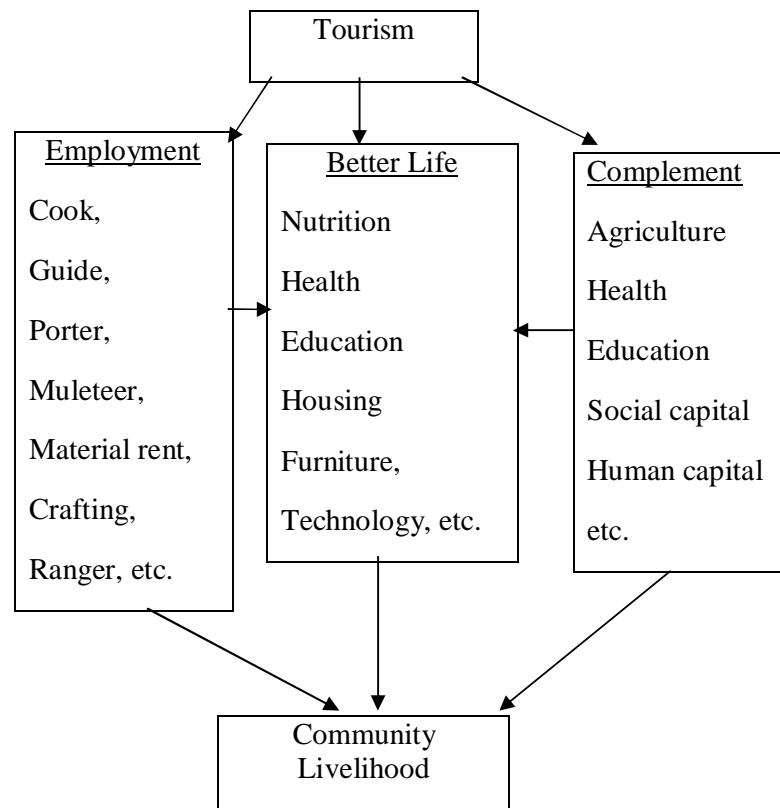 Tourism
Employment
Cook,
Guide,
Porter,
Muleteer,
Material rent,
Crafting,
Ranger, etc.
Better Life
Nutrition
Health
Education
Housing
Furniture,
Technology, etc.
Complement
Agriculture
Health
Education
Social capital
Human capital
etc.
Community
Livelihood